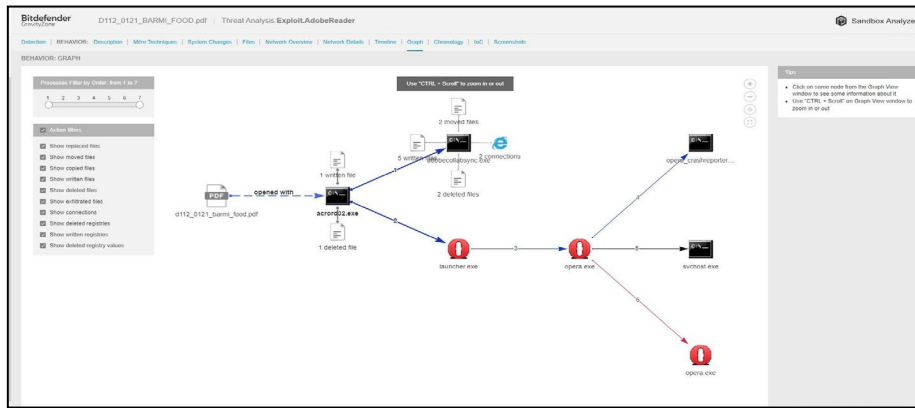 Bitdefender
GravityZone
D112_0121_BARMI_FOOD.pdf | Threat Analysis:Exploit.AdobeReader
Sandbox Analyze
Detection | BEHAVIOR: Description | Mitre Techniques | System Changes | Files | Network Overview | Network Details | Timeline | Graph | Chronology | IoC | Screenshots
BEHAVIOR: GRAPH
Processes Filter by Order: from 1 to 7
1 2 3 4 5 6 7
Action filters
Show replaced files
Show moved files
Show copied files
Show written files
Show deleted files
Show exfiltrated files
Show connections
Show deleted registries
Show written registries
Show deleted registry values
Use "CTRL + Scroll" to zoom in or out
2 moved files
5 written files
adobecollabsync.exe
2 connections
2 deleted files
1 written file
PDF
opened with
d112_0121_barmi_food.pdf
acrord32.exe
1 deleted file
1
2
launcher.exe
3
opera.exe
4
opera_crashreporter...
svchost.exe
opera.exe
Tips
Click on some node from the Graph View
window to see some information about it
Use "CTRL + Scroll" on Graph View window to
zoom in or out